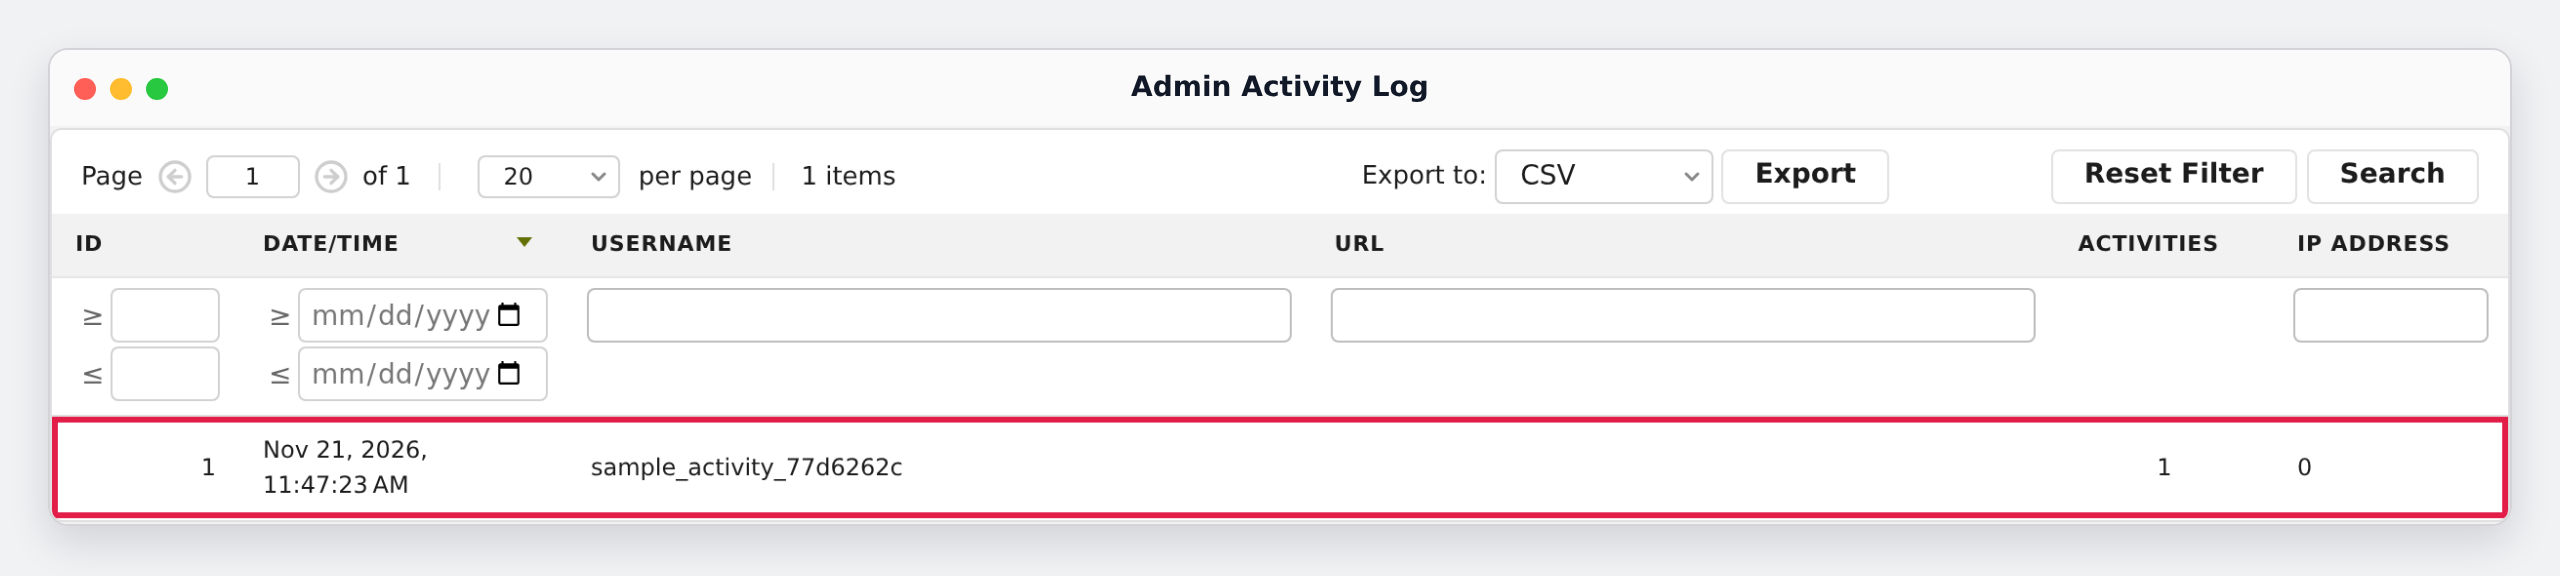 Admin Activity Log
Page 1 of 1 20 per page 1 items Export to: CSV Export Reset Filter Search
ID DATE/TIME USERNAME URL ACTIVITIES IP ADDRESS
≥ ≥ mm/dd/yyyy
≤ ≤ mm/dd/yyyy
1 Nov 21, 2026, 11:47:23 AM sample_activity_77d6262c 1 0